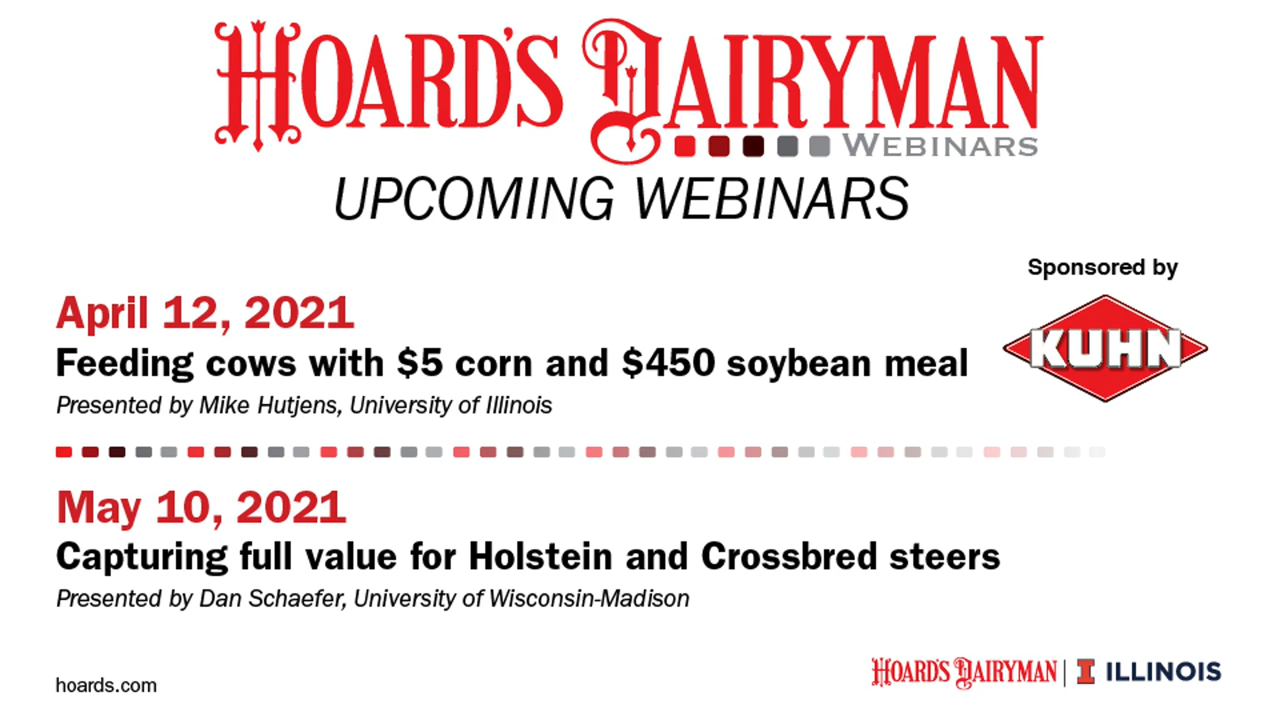 HOARD'S DAIRYMAN
WEBINARS
UPCOMING WEBINARS
Sponsored by
KUHN
April 12, 2021
Feeding cows with $5 corn and $450 soybean meal
Presented by Mike Hutjens, University of Illinois
May 10, 2021
Capturing full value for Holstein and Crossbred steers
Presented by Dan Schaefer, University of Wisconsin-Madison
hoards.com
HOARD'S DAIRYMAN | I ILLINOIS